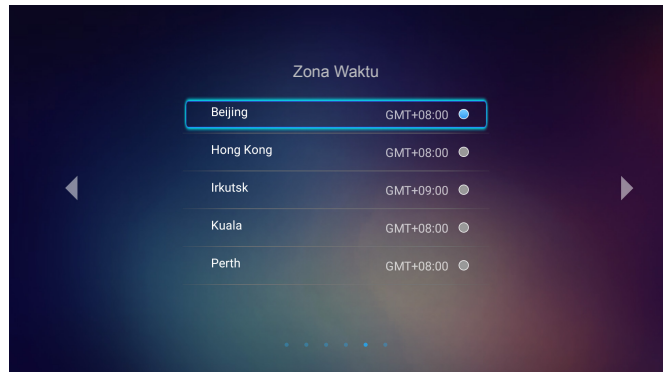 Zona Waktu
Beijing GMT+08:00
Hong Kong GMT+08:00
Irkutsk GMT+09:00
Kuala GMT+08:00
Perth GMT+08:00